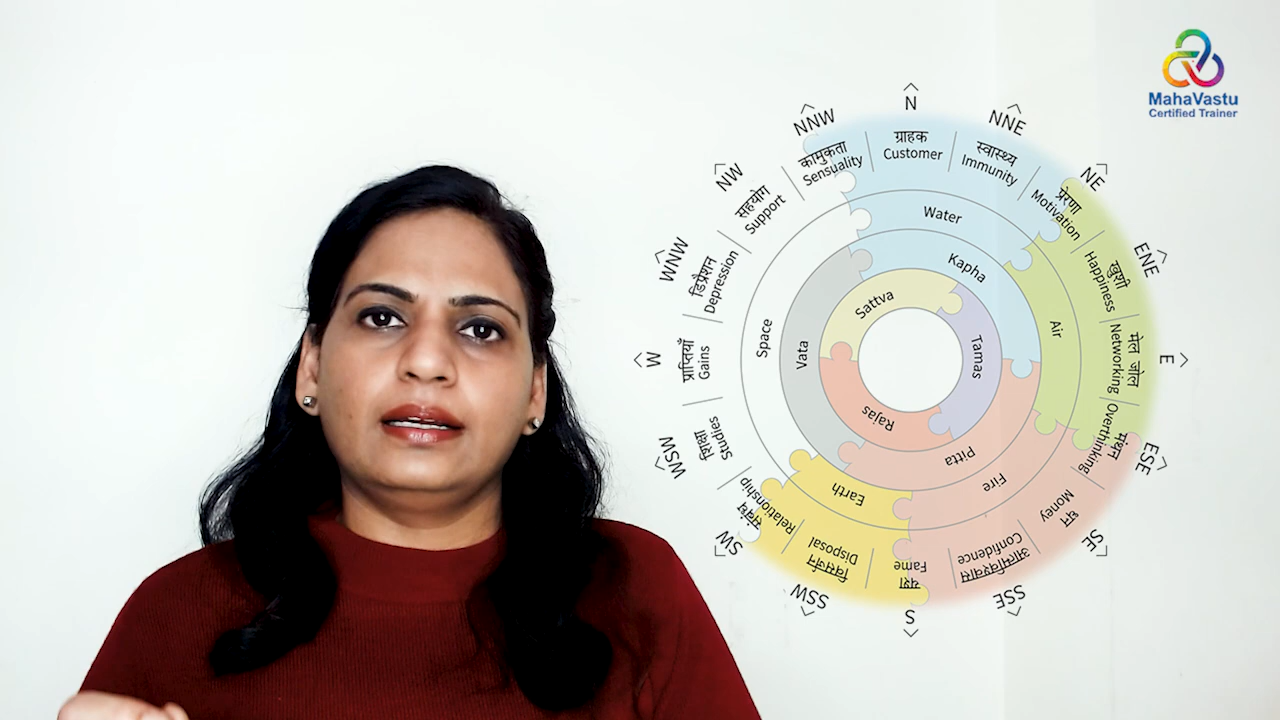 MahaVastu
Certified Trainer
N
ग्राहक
Customer
NNE
स्वास्थ्य
Immunity
NE
प्रेरणा
Motivation
ENE
खुशी
Happiness
E
मेल जोल
Networking
ESE
मंथन
Overthinking
SE
धन
Money
SSE
आत्मविश्वास
Confidence
S
यश
Fame
SSW
विसर्जन
Disposal
SW
संबंध
Relationship
WSW
शिक्षा
Studies
W
प्राप्तियाँ
Gains
WNW
डिप्रैशन
Depression
NW
सहयोग
Support
NNW
कामुकता
Sensuality
Water
Air
Fire
Earth
Space
Kapha
Pitta
Vata
Sattva
Tamas
Rajas